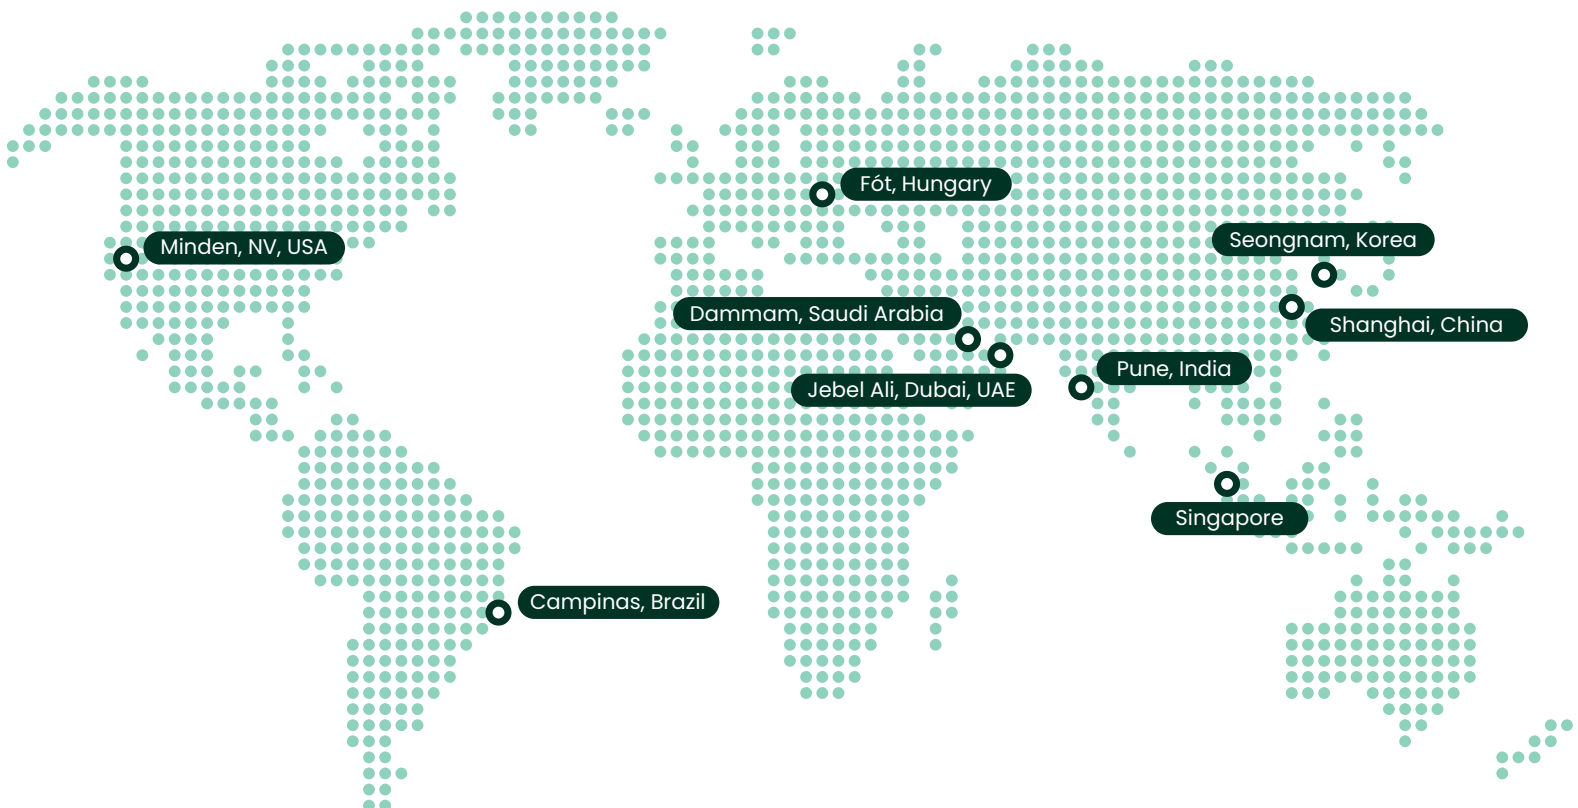 Fót, Hungary
Seongnam, Korea
Minden, NV, USA
Dammam, Saudi Arabia
Shanghai, China
Pune, India
Jebel Ali, Dubai, UAE
Singapore
Campinas, Brazil